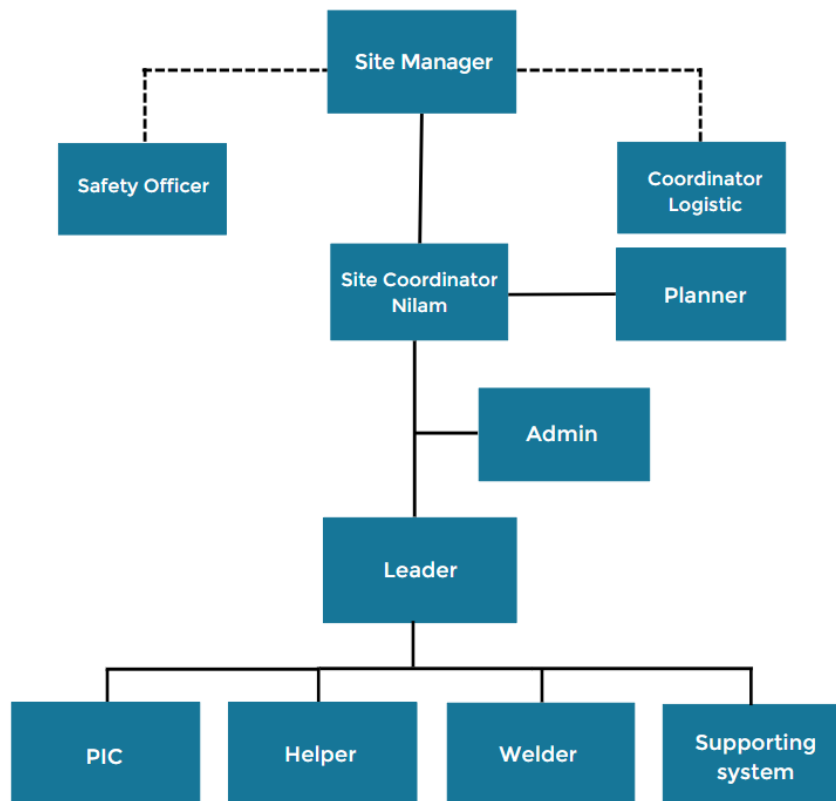 Site Manager
Safety Officer
Coordinator
Logistic
Site Coordinator
Nilam
Planner
Admin
Leader
PIC
Helper
Welder
Supporting
system